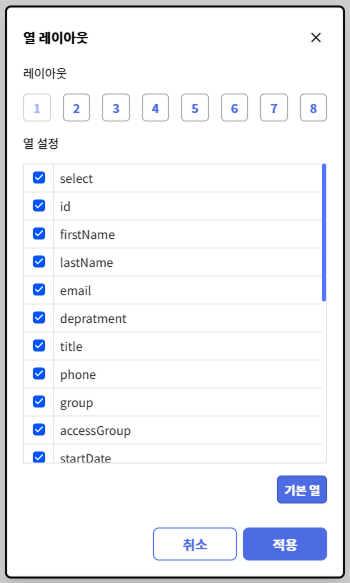 열 레이아웃
레이아웃
1 2 3 4 5 6 7 8
열 설정
select
id
firstName
lastName
email
depratment
title
phone
group
accessGroup
startDate
기본 열
취소 적용